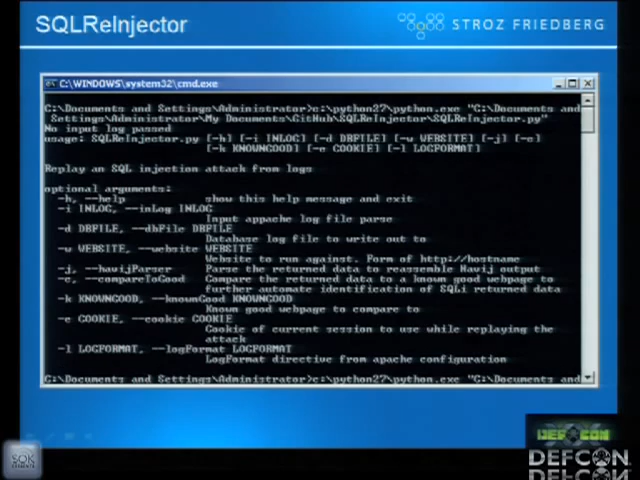 SQLReInjector
STROZ FRIEDBERG
C:\WINDOWS\system32\cmd.exe
C:\Documents and Settings\Administrator>c:\python27\python.exe "C:\Documents and
Settings\Administrator\My Documents\GitHub\SQLReInjector\SQLReInjector.py"
No input log passed
usage: SQLReInjector.py [-h] [-i INLOG] [-d DBFILE] [-w WEBSITE] [-j] [-c]
[-k KNOWNGOOD] [-e COOKIE] [-l LOGFORMAT]
Replay an SQL injection attack from logs
optional arguments:
-h, --help show this help message and exit
-i INLOG, --inLog INLOG
Input appache log file parse
-d DBFILE, --dbFile DBFILE
Database log file to write out to
-w WEBSITE, --website WEBSITE
Website to run against. Form of http://hostname
-j, --havijParser Parse the returned data to reassemble Havij output
-c, --compareToGood Compare the returned data to a known good webpage to
further automate identification of SQLi returned data
-k KNOWNGOOD, --knownGood KNOWNGOOD
Known good webpage to compare to
-e COOKIE, --cookie COOKIE
Cookie of current session to use while replaying the
attack
-l LOGFORMAT, --logFormat LOGFORMAT
LogFormat directive from apache configuration
C:\Documents and Settings\Administrator>c:\python27\python.exe "C:\Documents and
DEFCON
SOK
DEFCON